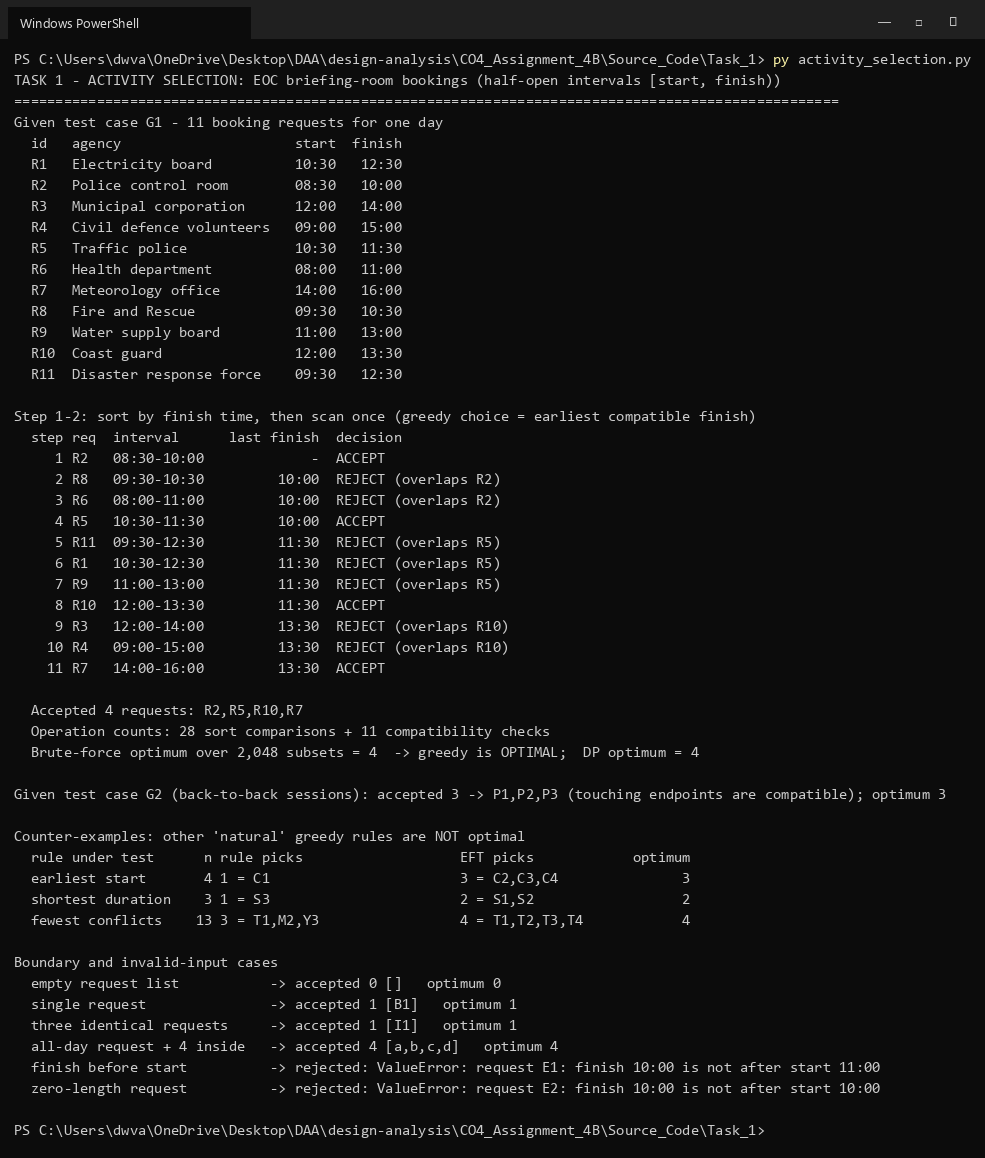 Windows PowerShell
PS C:\Users\dwva\OneDrive\Desktop\DAA\design-analysis\CO4_Assignment_4B\Source_Code\Task_1> py activity_selection.py
TASK 1 - ACTIVITY SELECTION: EOC briefing-room bookings (half-open intervals [start, finish))
====================================================================================================
Given test case G1 - 11 booking requests for one day
  id   agency                     start  finish
  R1   Electricity board          10:30   12:30
  R2   Police control room        08:30   10:00
  R3   Municipal corporation      12:00   14:00
  R4   Civil defence volunteers   09:00   15:00
  R5   Traffic police             10:30   11:30
  R6   Health department          08:00   11:00
  R7   Meteorology office         14:00   16:00
  R8   Fire and Rescue            09:30   10:30
  R9   Water supply board         11:00   13:00
  R10  Coast guard                12:00   13:30
  R11  Disaster response force    09:30   12:30
Step 1-2: sort by finish time, then scan once (greedy choice = earliest compatible finish)
  step req  interval      last finish  decision
     1 R2   08:30-10:00             -  ACCEPT
     2 R8   09:30-10:30         10:00  REJECT (overlaps R2)
     3 R6   08:00-11:00         10:00  REJECT (overlaps R2)
     4 R5   10:30-11:30         10:00  ACCEPT
     5 R11  09:30-12:30         11:30  REJECT (overlaps R5)
     6 R1   10:30-12:30         11:30  REJECT (overlaps R5)
     7 R9   11:00-13:00         11:30  REJECT (overlaps R5)
     8 R10  12:00-13:30         11:30  ACCEPT
     9 R3   12:00-14:00         13:30  REJECT (overlaps R10)
    10 R4   09:00-15:00         13:30  REJECT (overlaps R10)
    11 R7   14:00-16:00         13:30  ACCEPT
  Accepted 4 requests: R2,R5,R10,R7
  Operation counts: 28 sort comparisons + 11 compatibility checks
  Brute-force optimum over 2,048 subsets = 4  -> greedy is OPTIMAL;  DP optimum = 4
Given test case G2 (back-to-back sessions): accepted 3 -> P1,P2,P3 (touching endpoints are compatible); optimum 3
Counter-examples: other 'natural' greedy rules are NOT optimal
  rule under test      n rule picks                   EFT picks            optimum
  earliest start       4 1 = C1                       3 = C2,C3,C4               3
  shortest duration    3 1 = S3                       2 = S1,S2                  2
  fewest conflicts    13 3 = T1,M2,Y3                 4 = T1,T2,T3,T4            4
Boundary and invalid-input cases
  empty request list           -> accepted 0 []   optimum 0
  single request               -> accepted 1 [B1]   optimum 1
  three identical requests     -> accepted 1 [I1]   optimum 1
  all-day request + 4 inside   -> accepted 4 [a,b,c,d]   optimum 4
  finish before start          -> rejected: ValueError: request E1: finish 10:00 is not after start 11:00
  zero-length request          -> rejected: ValueError: request E2: finish 10:00 is not after start 10:00
PS C:\Users\dwva\OneDrive\Desktop\DAA\design-analysis\CO4_Assignment_4B\Source_Code\Task_1>